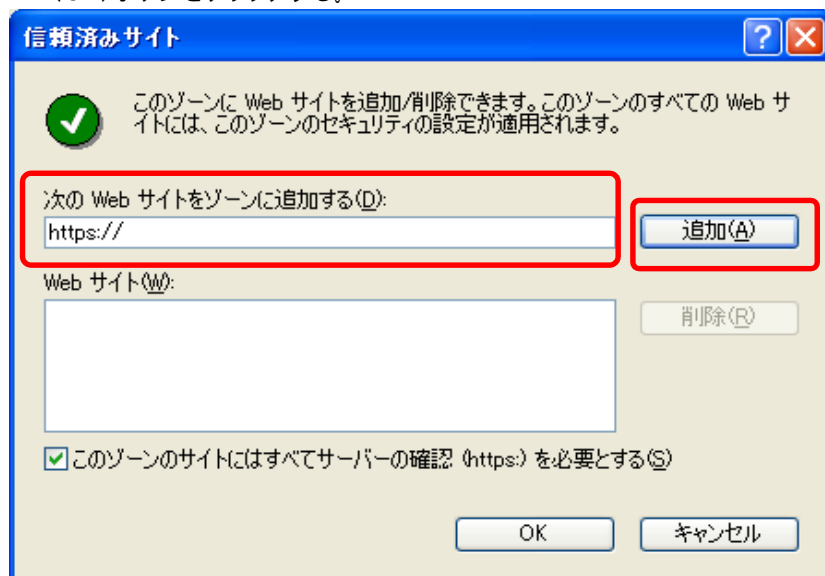 信頼済みサイト
このゾーンに Web サイトを追加/削除できます。このゾーンのすべての Web サ
イトには、このゾーンのセキュリティの設定が適用されます。
次の Web サイトをゾーンに追加する(D):
https://
追加(A)
Web サイト(W):
削除(R)
このゾーンのサイトにはすべてサーバーの確認 (https:) を必要とする(S)
OK
キャンセル